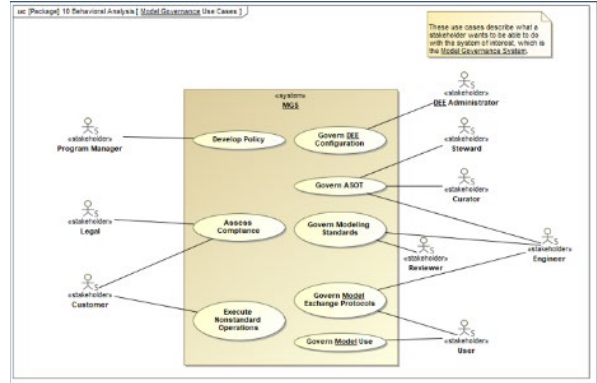 uc [Package] 10 Behavioral Analysis [ Model Governance Use Cases ]
These use cases describe what a
stakeholder wants to be able to do
with the system of interest, which is
the Model Governance System.
«system»
MGS
«stakeholder»
DEE Administrator
«stakeholder»
Program Manager
Develop Policy
Govern DEE
Configuration
«stakeholder»
Steward
Govern ASOT
«stakeholder»
Curator
«stakeholder»
Legal
Assess
Compliance
Govern Modeling
Standards
«stakeholder»
Reviewer
«stakeholder»
Engineer
«stakeholder»
Customer
Execute
Nonstandard
Operations
Govern Model
Exchange Protocols
Govern Model Use
«stakeholder»
User